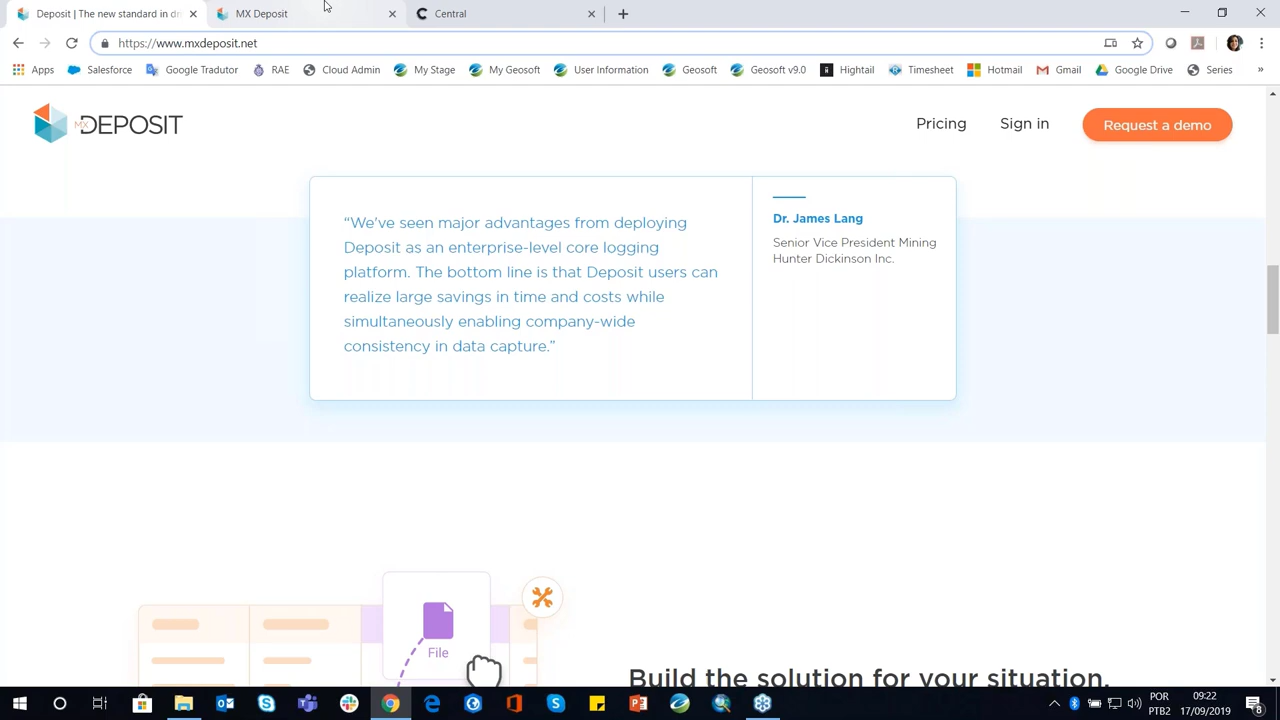 Deposit | The new standard in dr
MX Deposit
Central
https://www.mxdeposit.net
Apps
Salesforce
Google Tradutor
RAE
Cloud Admin
My Stage
My Geosoft
User Information
Geosoft
Geosoft v9.0
Hightail
Timesheet
Hotmail
Gmail
Google Drive
Series
»
MX DEPOSIT
Pricing
Sign in
Request a demo
“We've seen major advantages from deploying
Deposit as an enterprise-level core logging
platform. The bottom line is that Deposit users can
realize large savings in time and costs while
simultaneously enabling company-wide
consistency in data capture.”
Dr. James Lang
Senior Vice President Mining
Hunter Dickinson Inc.
File
Build the solution for your situation.
POR
PTB2
09:22
17/09/2019
8